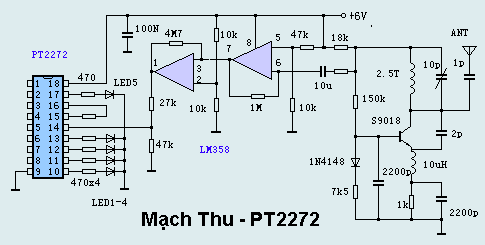 +6V
ANT
100N
10k
5
47k
18k
4M7
PT2272
7
8
1
3
2
6
10u
2.5T
10p
1p
1 18
2 17
3 16
4 15
5 14
6 13
7 12
8 11
9 10
470
LED5
15
27k
10k
1M
10k
150k
S9018
2p
47k
LM358
1N4148
2200p
10uH
7k5
1k
2200p
470x4
LED1-4
Mạch Thu - PT2272